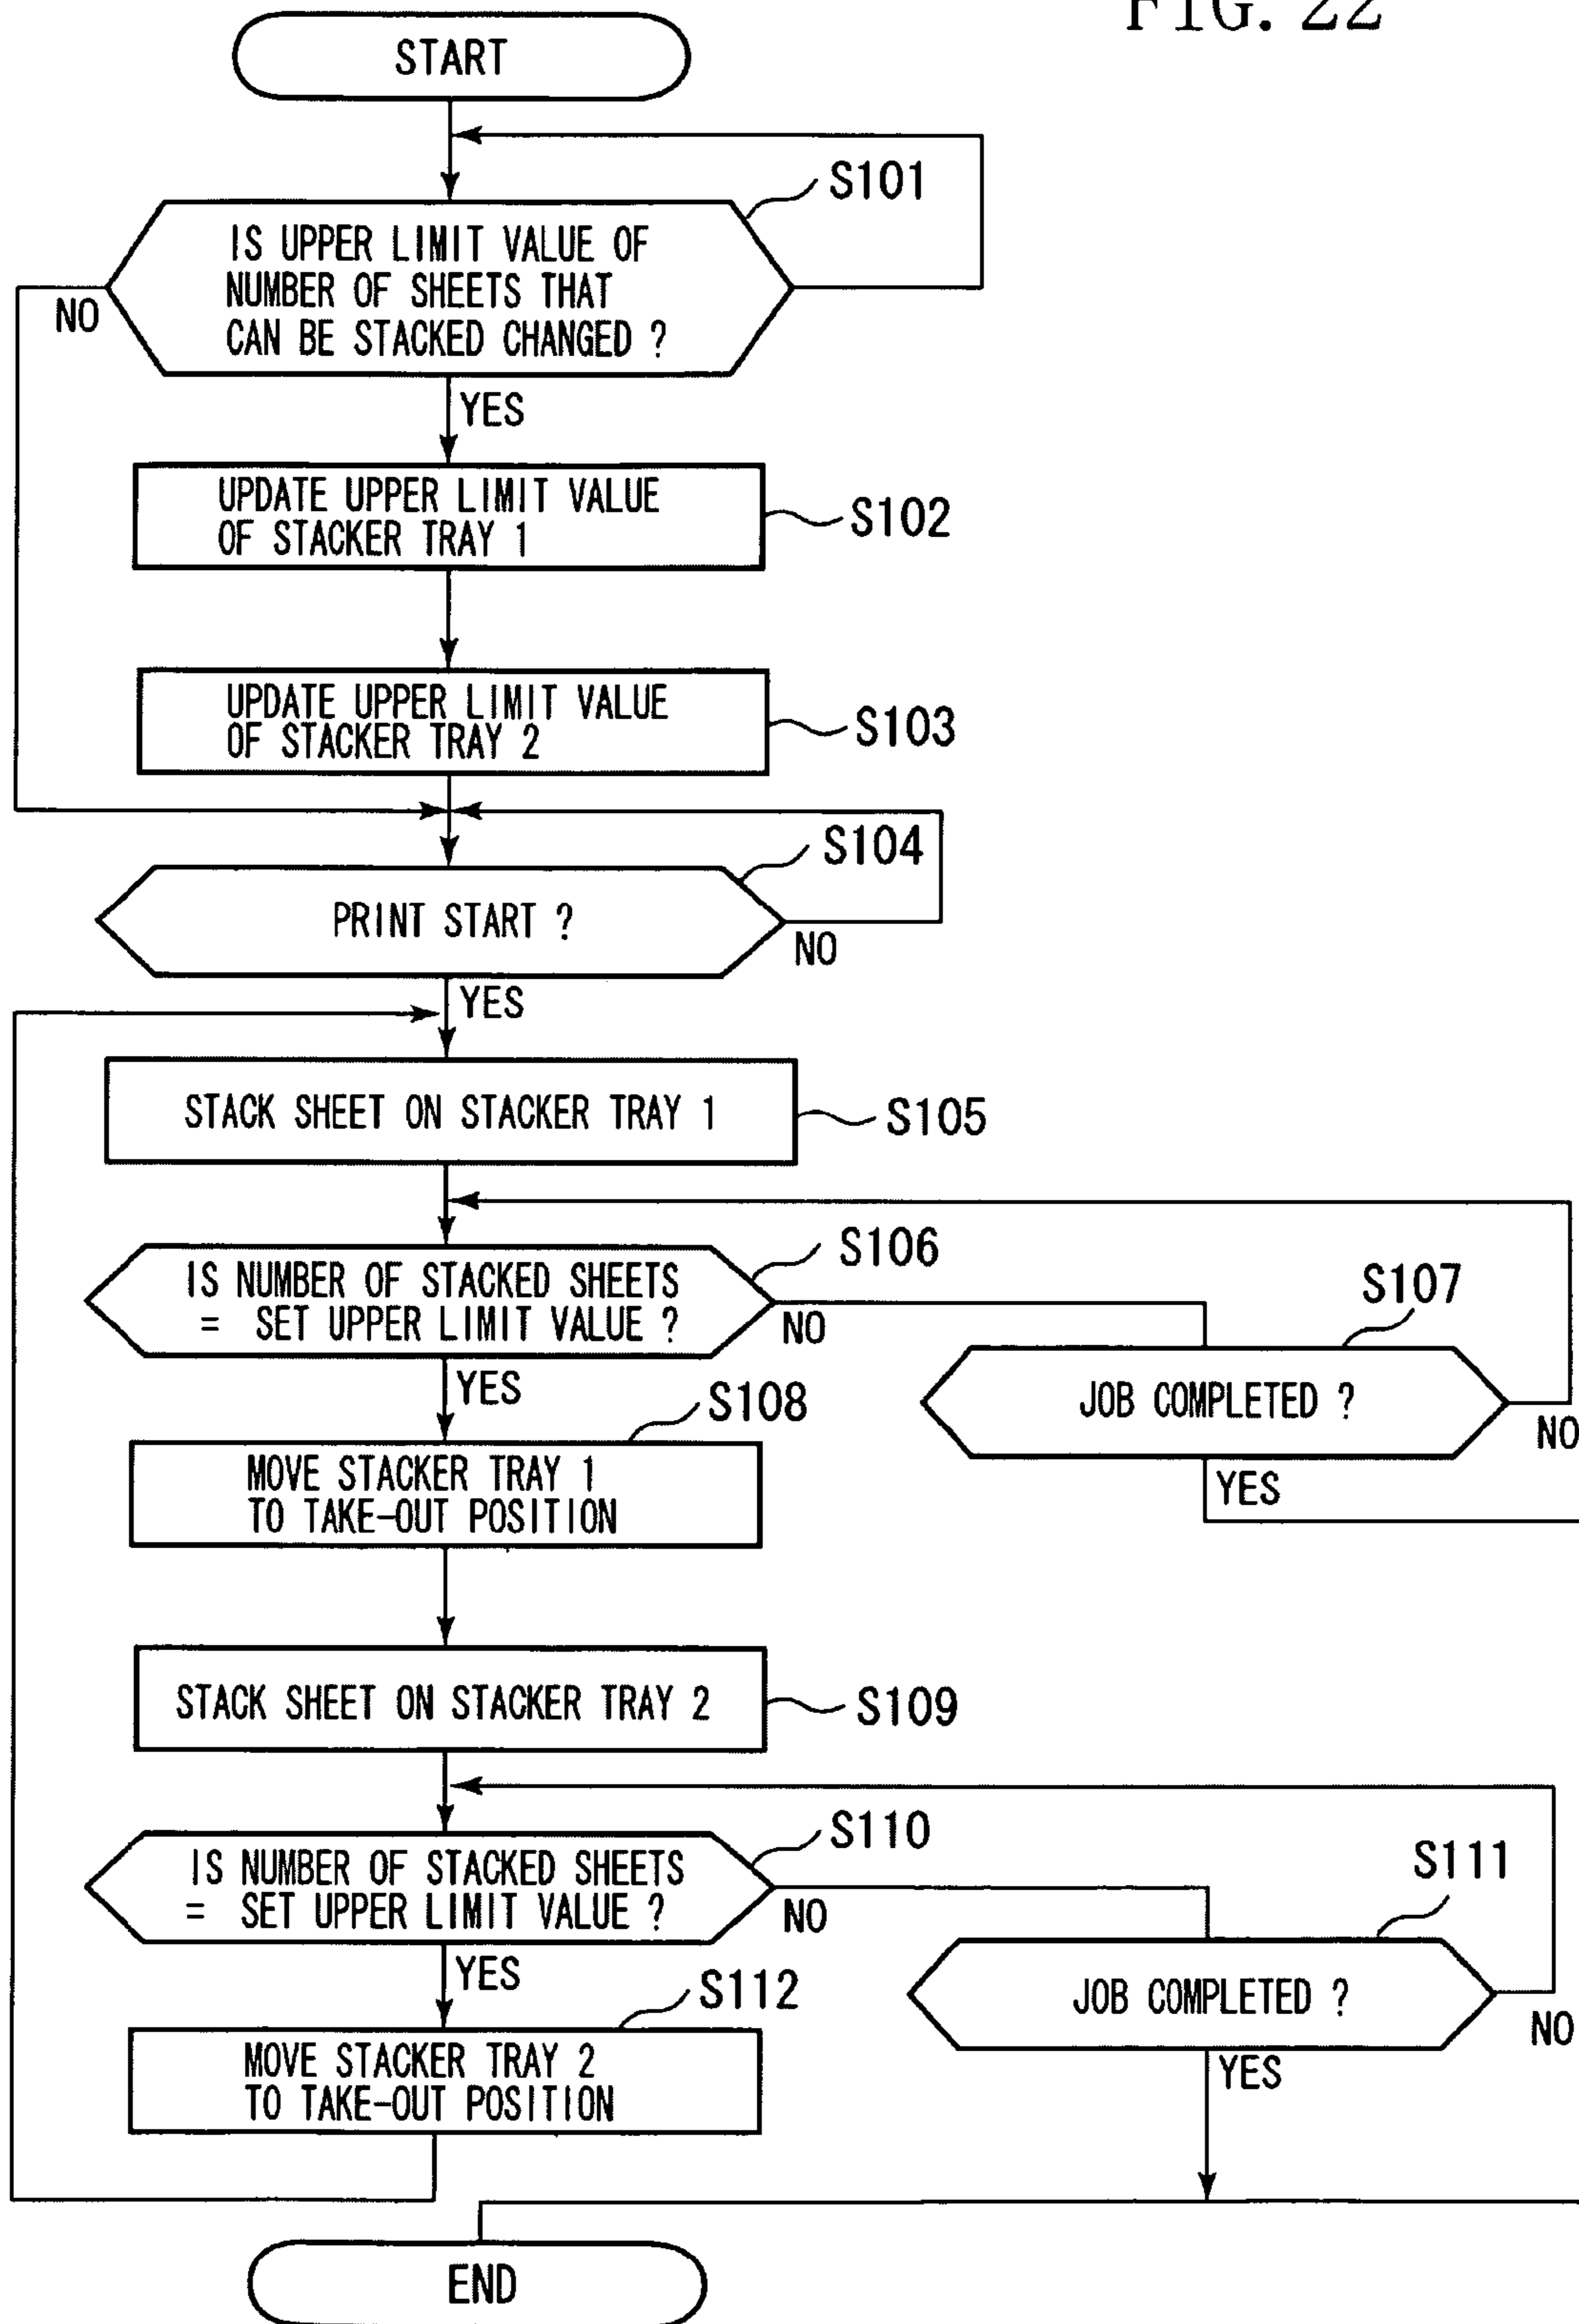 FIG. 22
START
S101
IS UPPER LIMIT VALUE OF
NUMBER OF SHEETS THAT
CAN BE STACKED CHANGED ?
NO
YES
UPDATE UPPER LIMIT VALUE
OF STACKER TRAY 1
S102
UPDATE UPPER LIMIT VALUE
OF STACKER TRAY 2
S103
S104
PRINT START ?
NO
YES
STACK SHEET ON STACKER TRAY 1
S105
S106
IS NUMBER OF STACKED SHEETS
= SET UPPER LIMIT VALUE ?
NO
S107
JOB COMPLETED ?
NO
YES
YES
S108
MOVE STACKER TRAY 1
TO TAKE-OUT POSITION
STACK SHEET ON STACKER TRAY 2
S109
S110
IS NUMBER OF STACKED SHEETS
= SET UPPER LIMIT VALUE ?
NO
S111
JOB COMPLETED ?
NO
YES
YES
S112
MOVE STACKER TRAY 2
TO TAKE-OUT POSITION
END